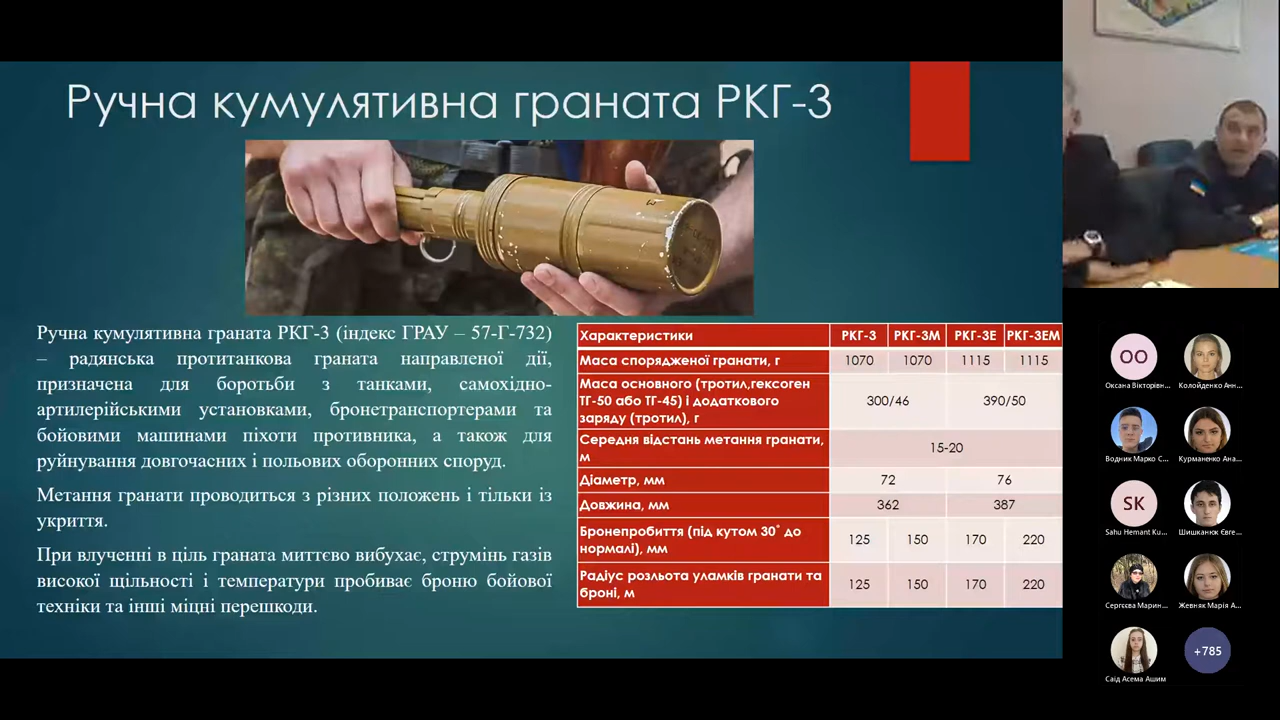 Ручна кумулятивна граната РКГ-3
Ручна кумулятивна граната РКГ-3 (індекс ГРАУ – 57-Г-732)
– радянська протитанкова граната направленої дії,
призначена для боротьби з танками, самохідно-
артилерійськими установками, бронетранспортерами та
бойовими машинами піхоти противника, а також для
руйнування довгочасних і польових оборонних споруд.
Метання гранати проводиться з різних положень і тільки із
укриття.
При влученні в ціль граната миттєво вибухає, струмінь газів
високої щільності і температури пробиває броню бойової
техніки та інші міцні перешкоди.
Характеристики РКГ-3 РКГ-3М РКГ-3Е РКГ-3ЕМ
Маса спорядженої гранати, г 1070 1070 1115 1115
Маса основного (тротил,гексоген
ТГ-50 або ТГ-45) і додаткового
заряду (тротил), г 300/46 390/50
Середня відстань метання гранати,
м 15-20
Діаметр, мм 72 76
Довжина, мм 362 387
Бронепробиття (під кутом 30˚ до
нормалі), мм 125 150 170 220
Радіус розльота уламків гранати та
броні, м 125 150 170 220
ОО
Оксана Вікторівн... Колойденко Анн...
Водник Марко С... Курманенко Ана...
SK
Sahu Hemant Ku... Шишканюк Євге...
Сергєєва Марин... Жевняк Марія А...
+785
Саід Асема Ашим